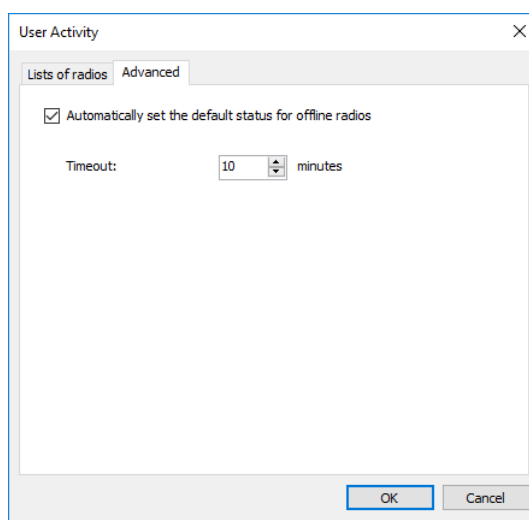 User Activity
Lists of radios Advanced
Automatically set the default status for offline radios
Timeout: 10 minutes
OK Cancel